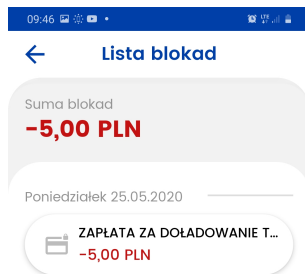 09:46
Lista blokad
Suma blokad
-5,00 PLN
Poniedziałek 25.05.2020
ZAPŁATA ZA DOŁADOWANIE T...
-5,00 PLN